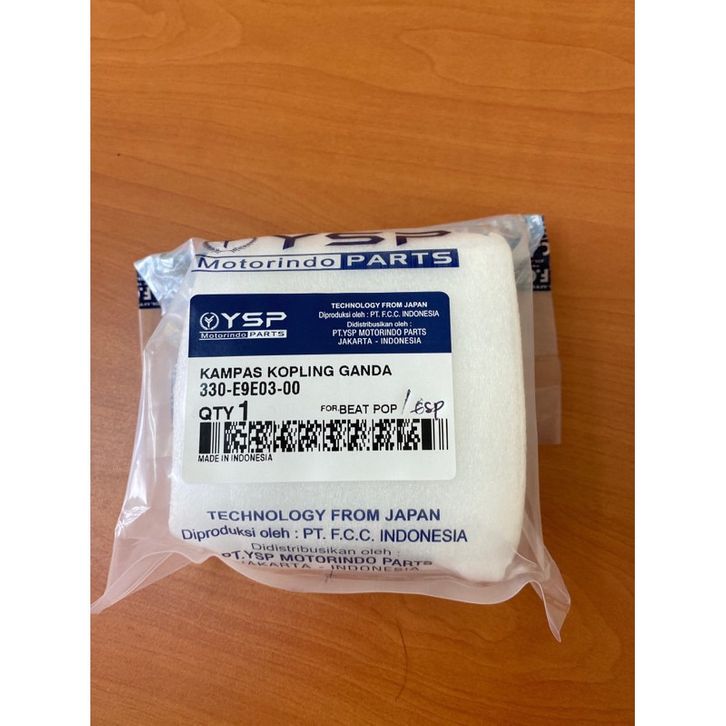 YSP
Motorindo PARTS
YSP
Motorindo PARTS
TECHNOLOGY FROM JAPAN
Diproduksi oleh : PT. F.C.C. INDONESIA
Didistribusikan oleh :
PT.YSP MOTORINDO PARTS
JAKARTA - INDONESIA
KAMPAS KOPLING GANDA
330-E9E03-00
QTY 1 FOR.BEAT POP / esp
MADE IN INDONESIA
TECHNOLOGY FROM JAPAN
Diproduksi oleh : PT. F.C.C. INDONESIA
Didistribusikan oleh :
PT.YSP MOTORINDO PARTS
JAKARTA - INDONESIA